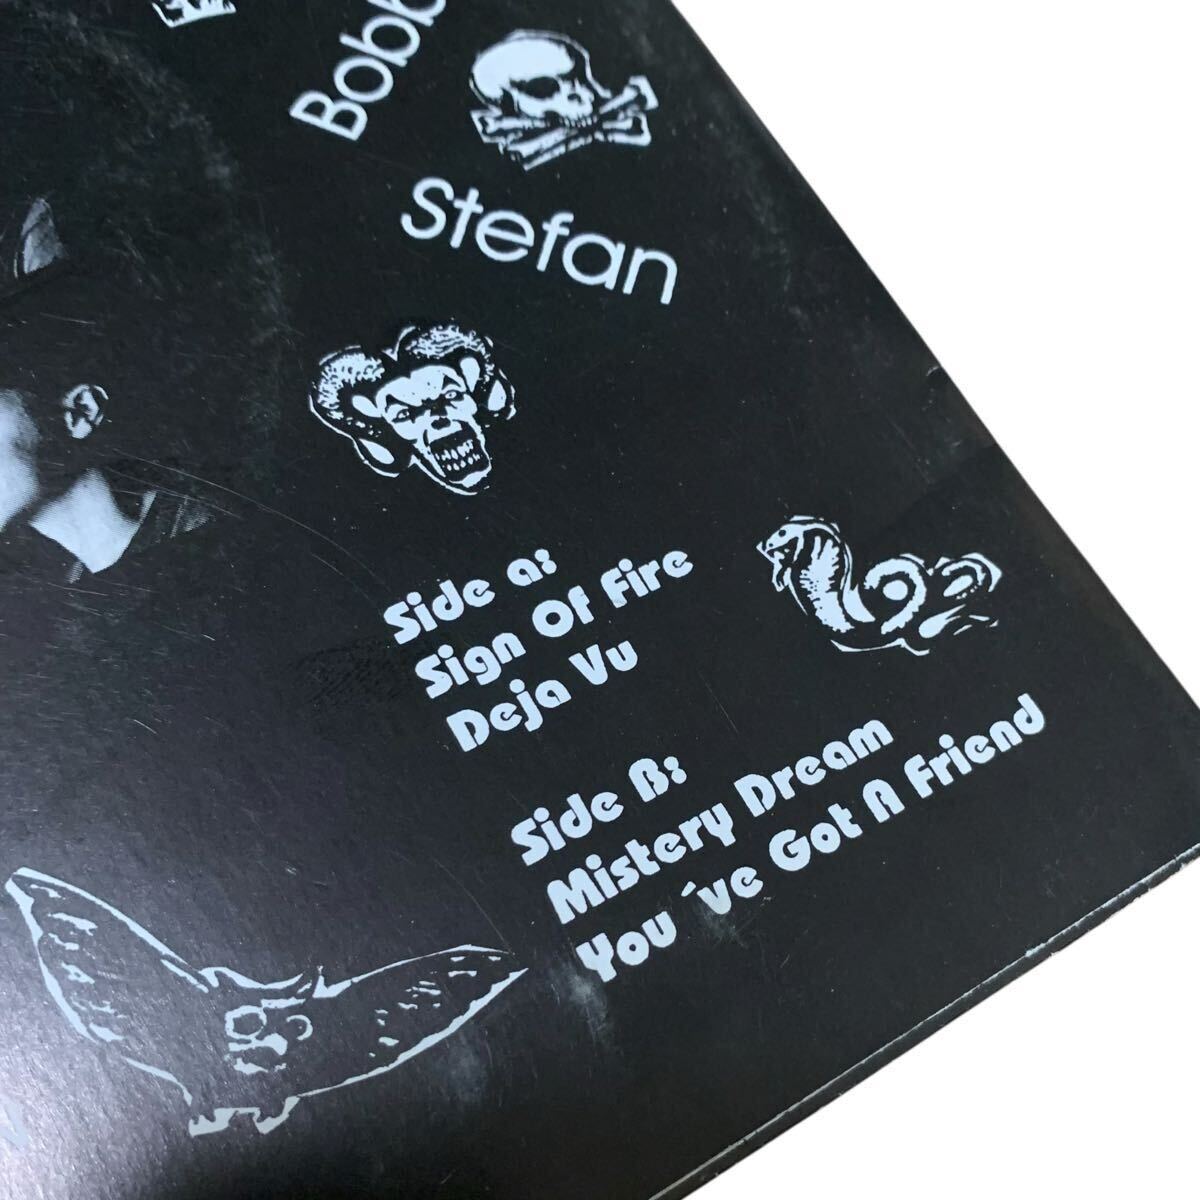 Stefan
Side a:
Sign Of Fire
Deja Vu
Side B:
Mistery Dream
You ´ve Got A Friend